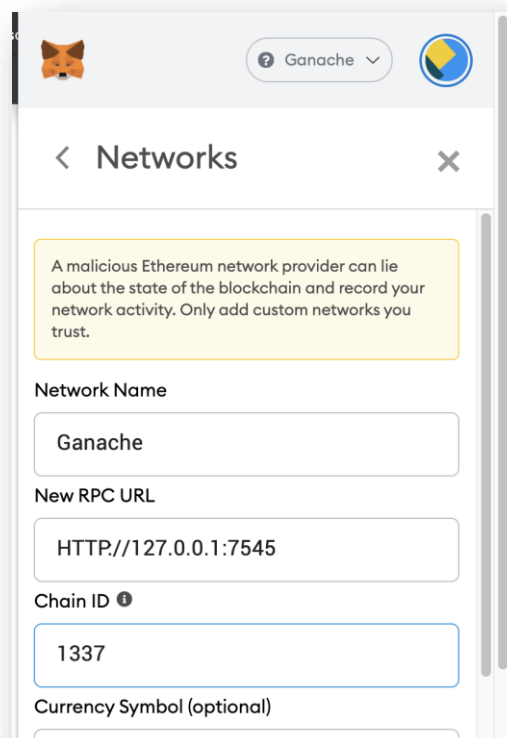 Ganache
Networks
A malicious Ethereum network provider can lie
about the state of the blockchain and record your
network activity. Only add custom networks you
trust.
Network Name
Ganache
New RPC URL
HTTP://127.0.0.1:7545
Chain ID
1337
Currency Symbol (optional)